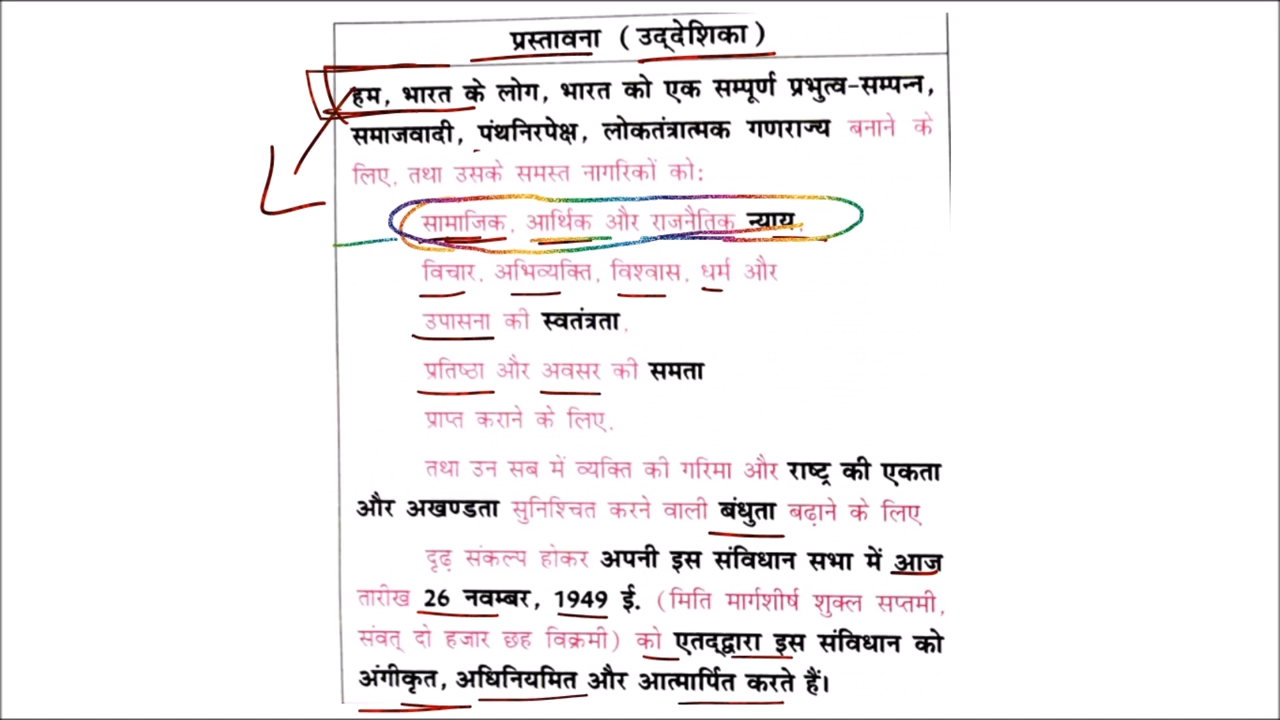 प्रस्तावना ( उद्‌देशिका )
हम, भारत के लोग, भारत को एक सम्पूर्ण प्रभुत्व-सम्पन्न,
समाजवादी, पंथनिरपेक्ष, लोकतंत्रात्मक गणराज्य बनाने के
लिए, तथा उसके समस्त नागरिकों को:
सामाजिक, आर्थिक और राजनैतिक न्याय,
विचार, अभिव्यक्ति, विश्वास, धर्म और
उपासना की स्वतंत्रता,
प्रतिष्ठा और अवसर की समता
प्राप्त कराने के लिए,
तथा उन सब में व्यक्ति की गरिमा और राष्ट्र की एकता
और अखण्डता सुनिश्चित करने वाली बंधुता बढ़ाने के लिए
दृढ़ संकल्प होकर अपनी इस संविधान सभा में आज
तारीख 26 नवम्बर, 1949 ई. (मिति मार्गशीर्ष शुक्ल सप्तमी,
संवत् दो हजार छह विक्रमी) को एतद्द्वारा इस संविधान को
अंगीकृत, अधिनियमित और आत्मार्पित करते हैं।